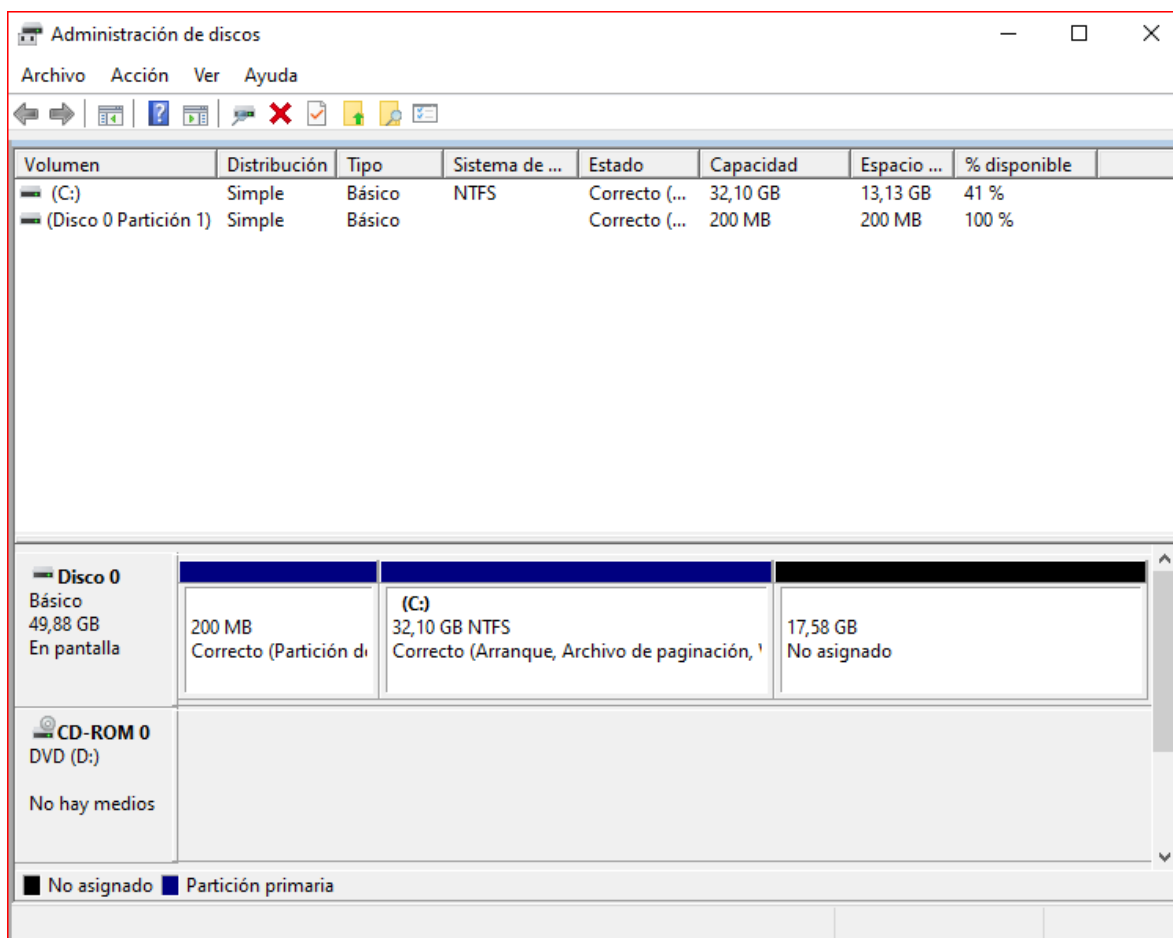 Administración de discos
Archivo Acción Ver Ayuda
Volumen Distribución Tipo Sistema de ... Estado Capacidad Espacio ... % disponible
(C:) Simple Básico NTFS Correcto (... 32,10 GB 13,13 GB 41 %
(Disco 0 Partición 1) Simple Básico Correcto (... 200 MB 200 MB 100 %
Disco 0
Básico
49,88 GB
En pantalla
200 MB
Correcto (Partición de
(C:)
32,10 GB NTFS
Correcto (Arranque, Archivo de paginación,
17,58 GB
No asignado
CD-ROM 0
DVD (D:)
No hay medios
No asignado Partición primaria